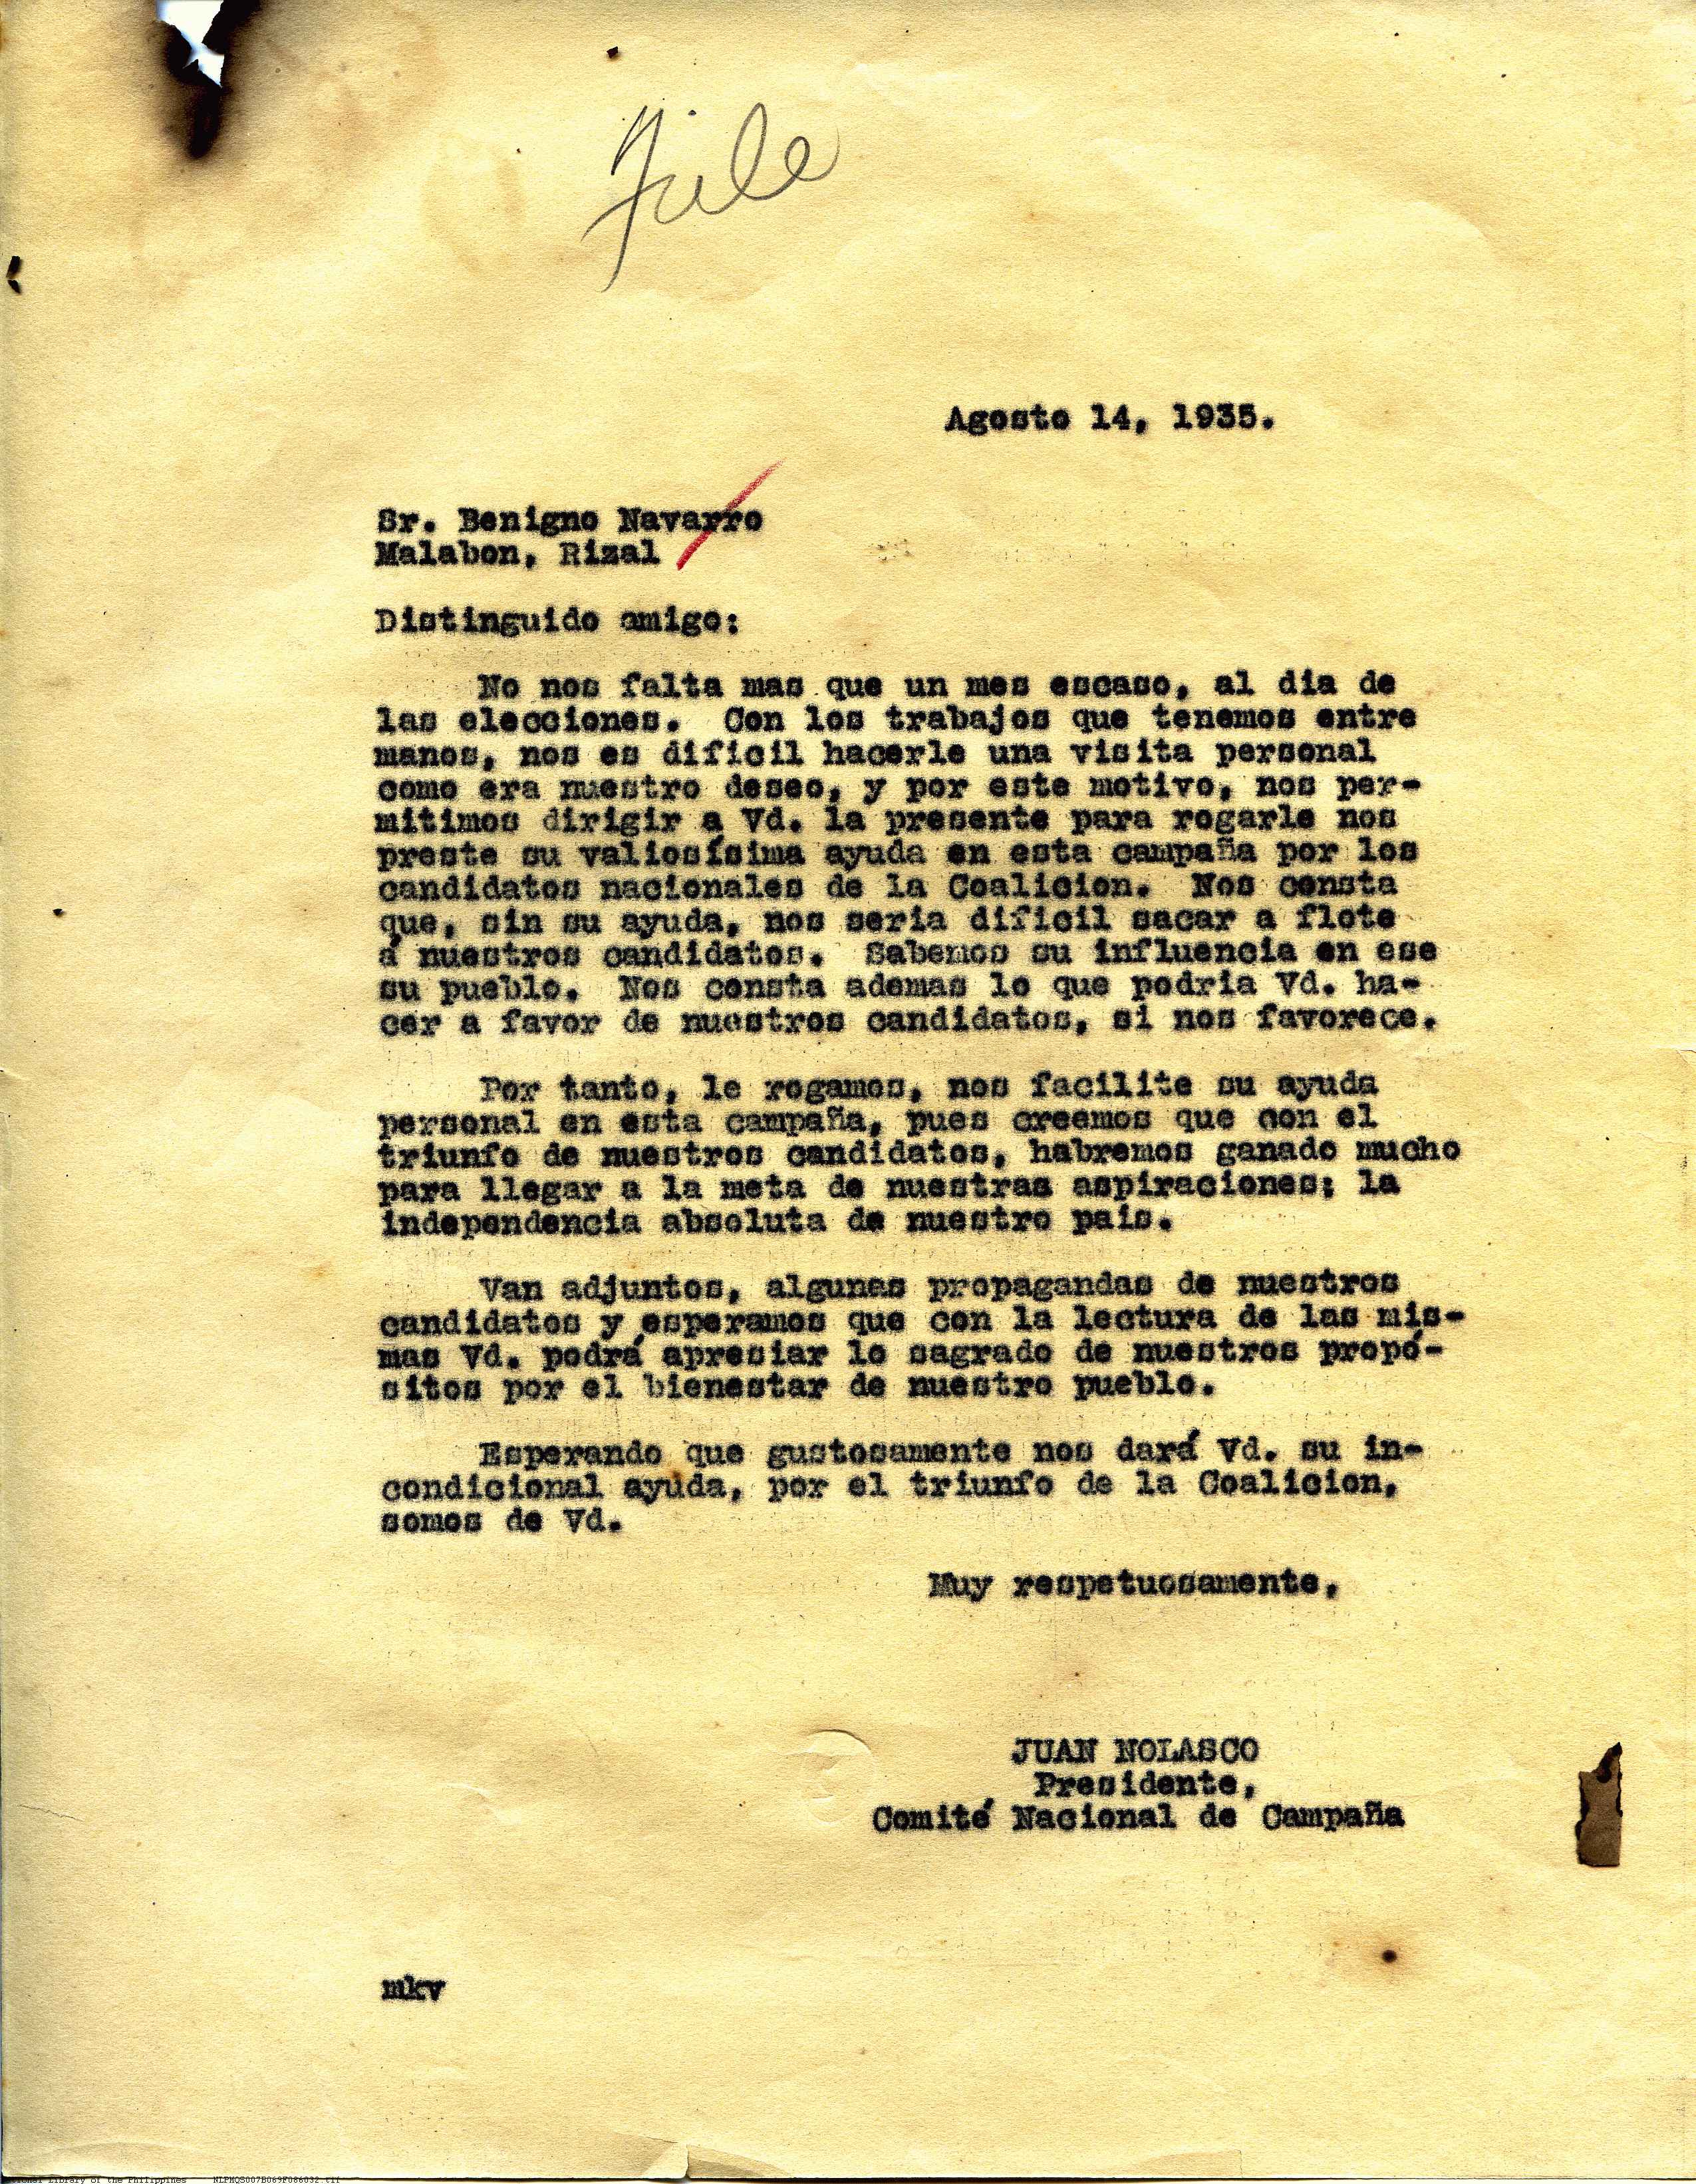 File
Agosto 14, 1935.
Sr. Benigno Navarro
Malabon, Rizal
Distinguido amigo:
No nos falta mas que un mes escaso, al dia de
las elecciones. Con los trabajos que tenemos entre
manos, nos es dificil hacerle una visita personal
como era nuestro deseo, y por este motivo, nos per-
mitimos dirigir a Vd. la presente para rogarle nos
preste su valiosísima ayuda en esta campaña por los
candidatos nacionales de la Coalicion. Nos consta
que, sin su ayuda, nos seria dificil sacar a flote
á nuestros candidatos. Sabemos su influencia en ese
su pueblo. Nos consta ademas lo que podria Vd. ha-
cer a favor de nuestros candidatos, si nos favorece.
Por tanto, le rogamos, nos facilite su ayuda
personal en esta campaña, pues creemos que con el
triunfo de nuestros candidatos, habremos ganado mucho
para llegar a la meta de nuestras aspiraciones: la
independencia absoluta de nuestro pais.
Van adjuntos, algunas propagandas de nuestros
candidatos y esperamos que con la lectura de las mis-
mas Vd. podrá apreciar lo sagrado de nuestros propó-
sitos por el bienestar de nuestro pueblo.
Esperando que gustosamente nos dará Vd. su in-
condicional ayuda, por el triunfo de la Coalicion,
somos de Vd.
Muy respetuosamente,
JUAN NOLASCO
Presidente,
Comité Nacional de Campaña
mkv
Library of the Philippines NLPMQS007B069F086032.tif